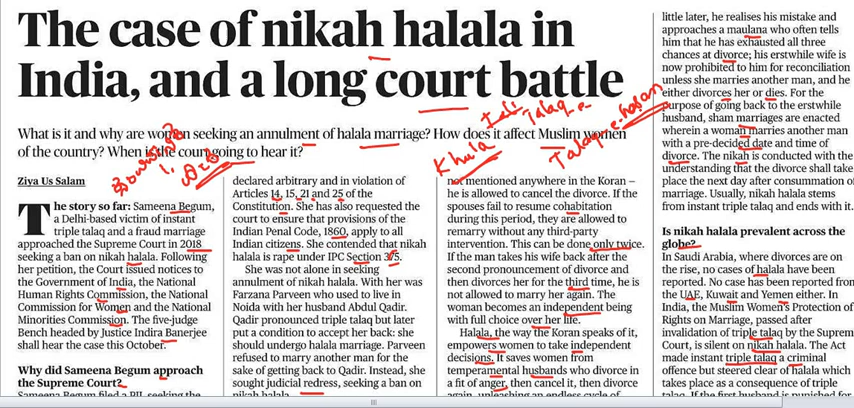 The case of nikah halala in
India, and a long court battle
What is it and why are women seeking an annulment of halala marriage? How does it affect Muslim women
of the country? When is the court going to hear it?
Khula
Talaq e
Talaq e hasan
Ziya Us Salam
The story so far: Sameena Begum,
a Delhi-based victim of instant
triple talaq and a fraud marriage
approached the Supreme Court in 2018
seeking a ban on nikah halala. Following
her petition, the Court issued notices to
the Government of India, the National
Human Rights Commission, the National
Commission for Women and the National
Minorities Commission. The five-judge
Bench headed by Justice Indira Banerjee
shall hear the case this October.
Why did Sameena Begum approach
the Supreme Court?
Sameena Begum filed a PIL seeking the
declared arbitrary and in violation of
Articles 14, 15, 21 and 25 of the
Constitution. She has also requested the
court to ensure that provisions of the
Indian Penal Code, 1860, apply to all
Indian citizens. She contended that nikah
halala is rape under IPC Section 375.
She was not alone in seeking
annulment of nikah halala. With her was
Farzana Parveen who used to live in
Noida with her husband Abdul Qadir.
Qadir pronounced triple talaq but later
put a condition to accept her back: she
should undergo halala marriage. Parveen
refused to marry another man for the
sake of getting back to Qadir. Instead, she
sought judicial redress, seeking a ban on
nikah halala.
not mentioned anywhere in the Koran –
he is allowed to cancel the divorce. If the
spouses fail to resume cohabitation
during this period, they are allowed to
remarry without any third-party
intervention. This can be done only twice.
If the man takes his wife back after the
second pronouncement of divorce and
then divorces her for the third time, he is
not allowed to marry her again. The
woman becomes an independent being
with full choice over her life.
Halala, the way the Koran speaks of it,
empowers women to take independent
decisions. It saves women from
temperamental husbands who divorce in
a fit of anger, then cancel it, then divorce
again, unleashing an endless cycle of
little later, he realises his mistake and
approaches a maulana who often tells
him that he has exhausted all three
chances at divorce; his erstwhile wife is
now prohibited to him for reconciliation
unless she marries another man, and he
either divorces her or dies. For the
purpose of going back to the erstwhile
husband, sham marriages are enacted
wherein a woman marries another man
with a pre-decided date and time of
divorce. The nikah is conducted with the
understanding that the divorce shall take
place the next day after consummation of
marriage. Usually, nikah halala stems
from instant triple talaq and ends with it.
Is nikah halala prevalent across the
globe?
In Saudi Arabia, where divorces are on
the rise, no cases of halala have been
reported. No case has been reported from
the UAE, Kuwait and Yemen either. In
India, the Muslim Women's Protection of
Rights on Marriage, passed after
invalidation of triple talaq by the Supreme
Court, is silent on nikah halala. The Act
made instant triple talaq a criminal
offence but steered clear of halala which
takes place as a consequence of triple
talaq. If the first husband is punished for